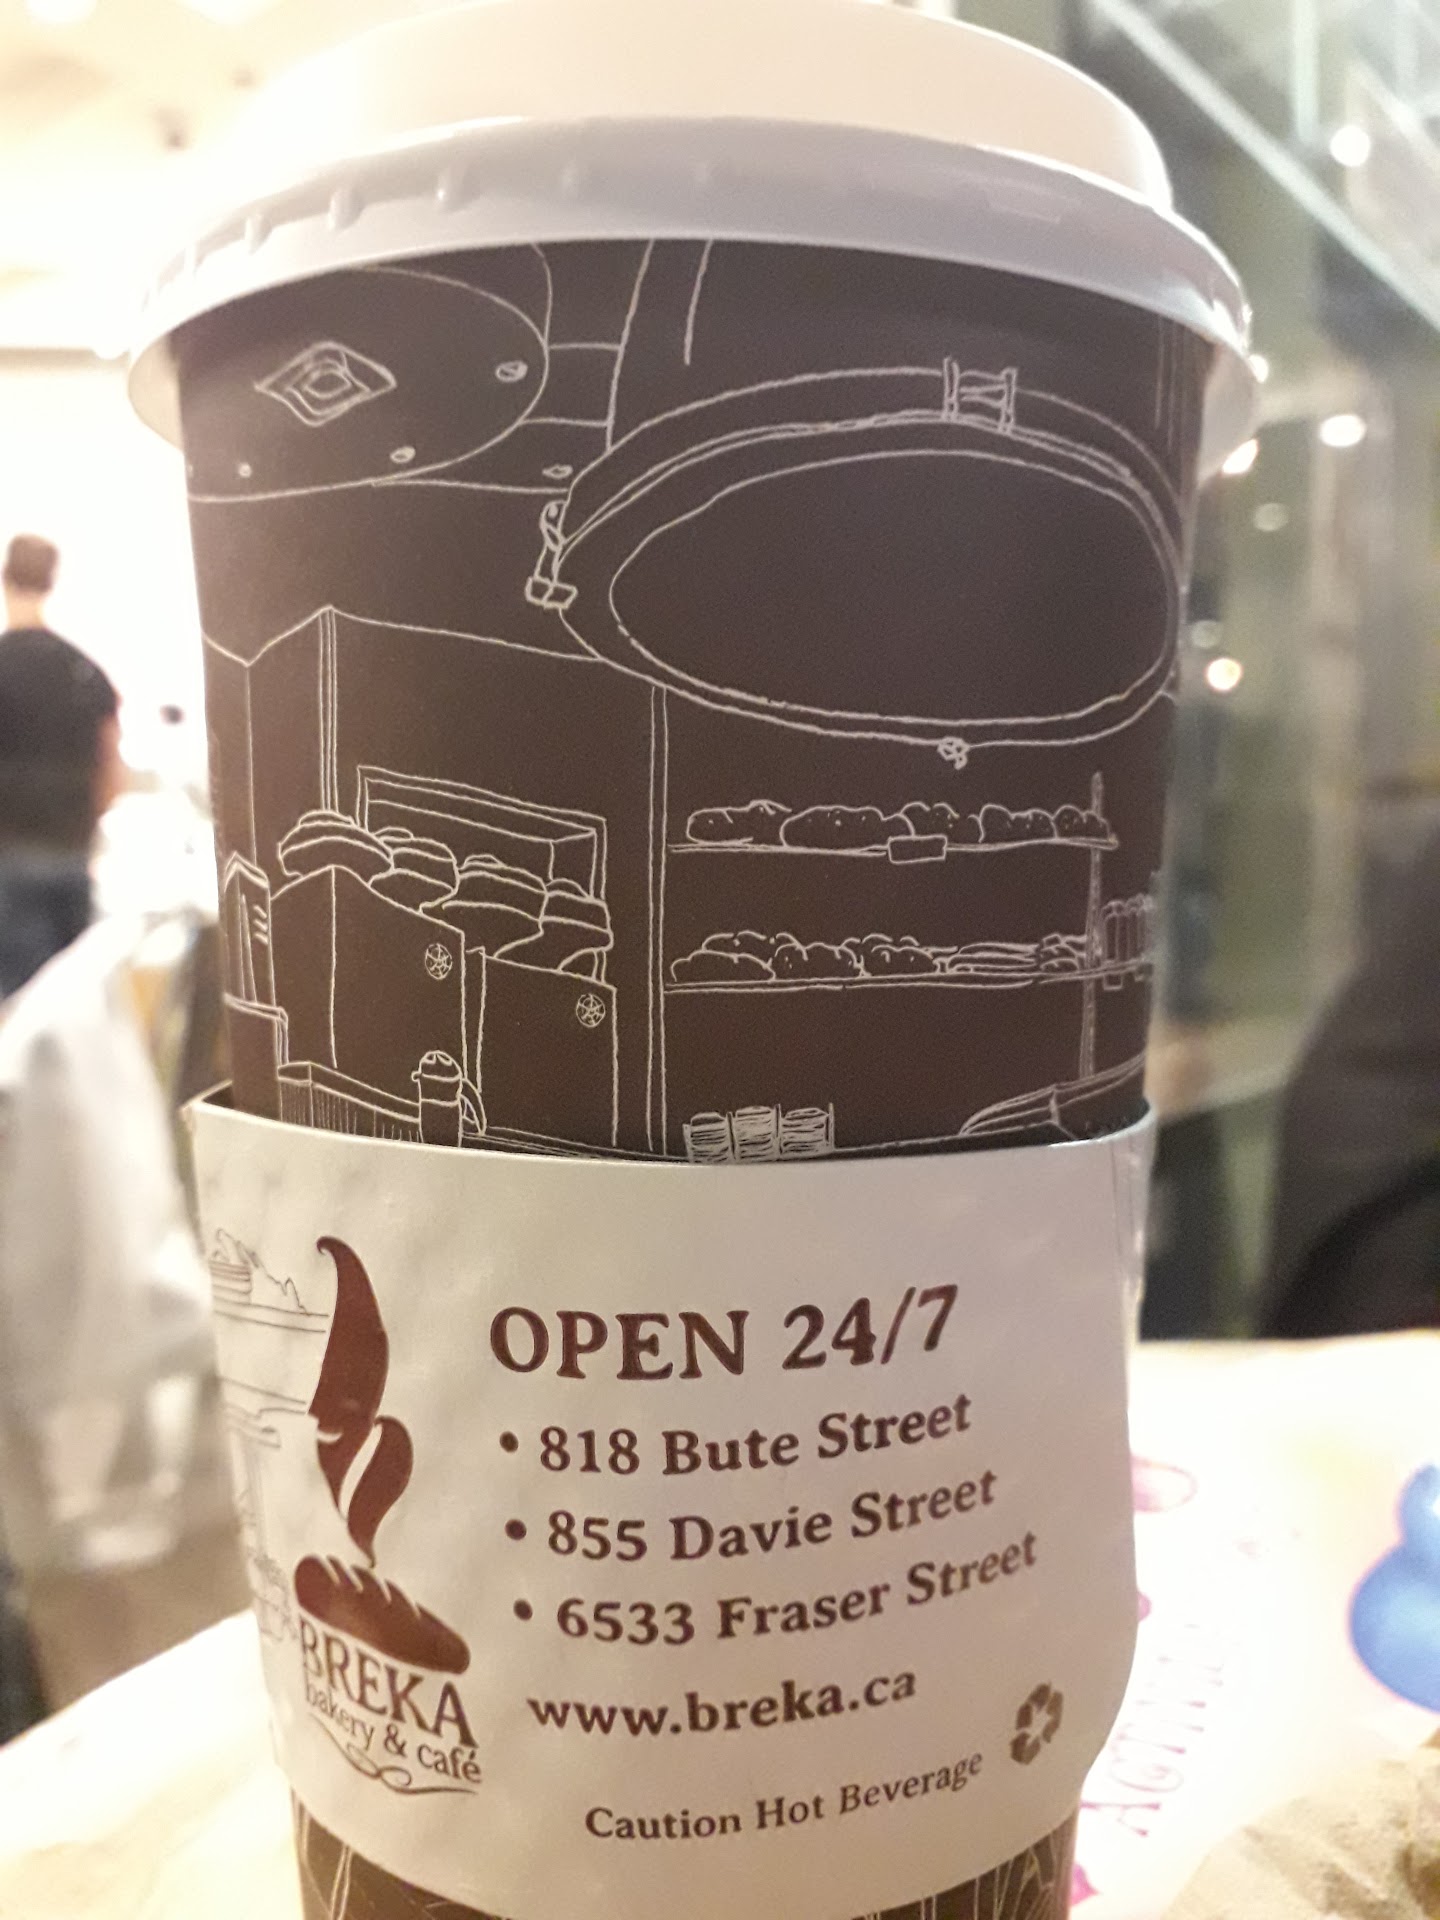 OPEN 24/7
• 818 Bute Street
• 855 Davie Street
• 6533 Fraser Street
www.breka.ca
BREKA
bakery & café
Caution Hot Beverage